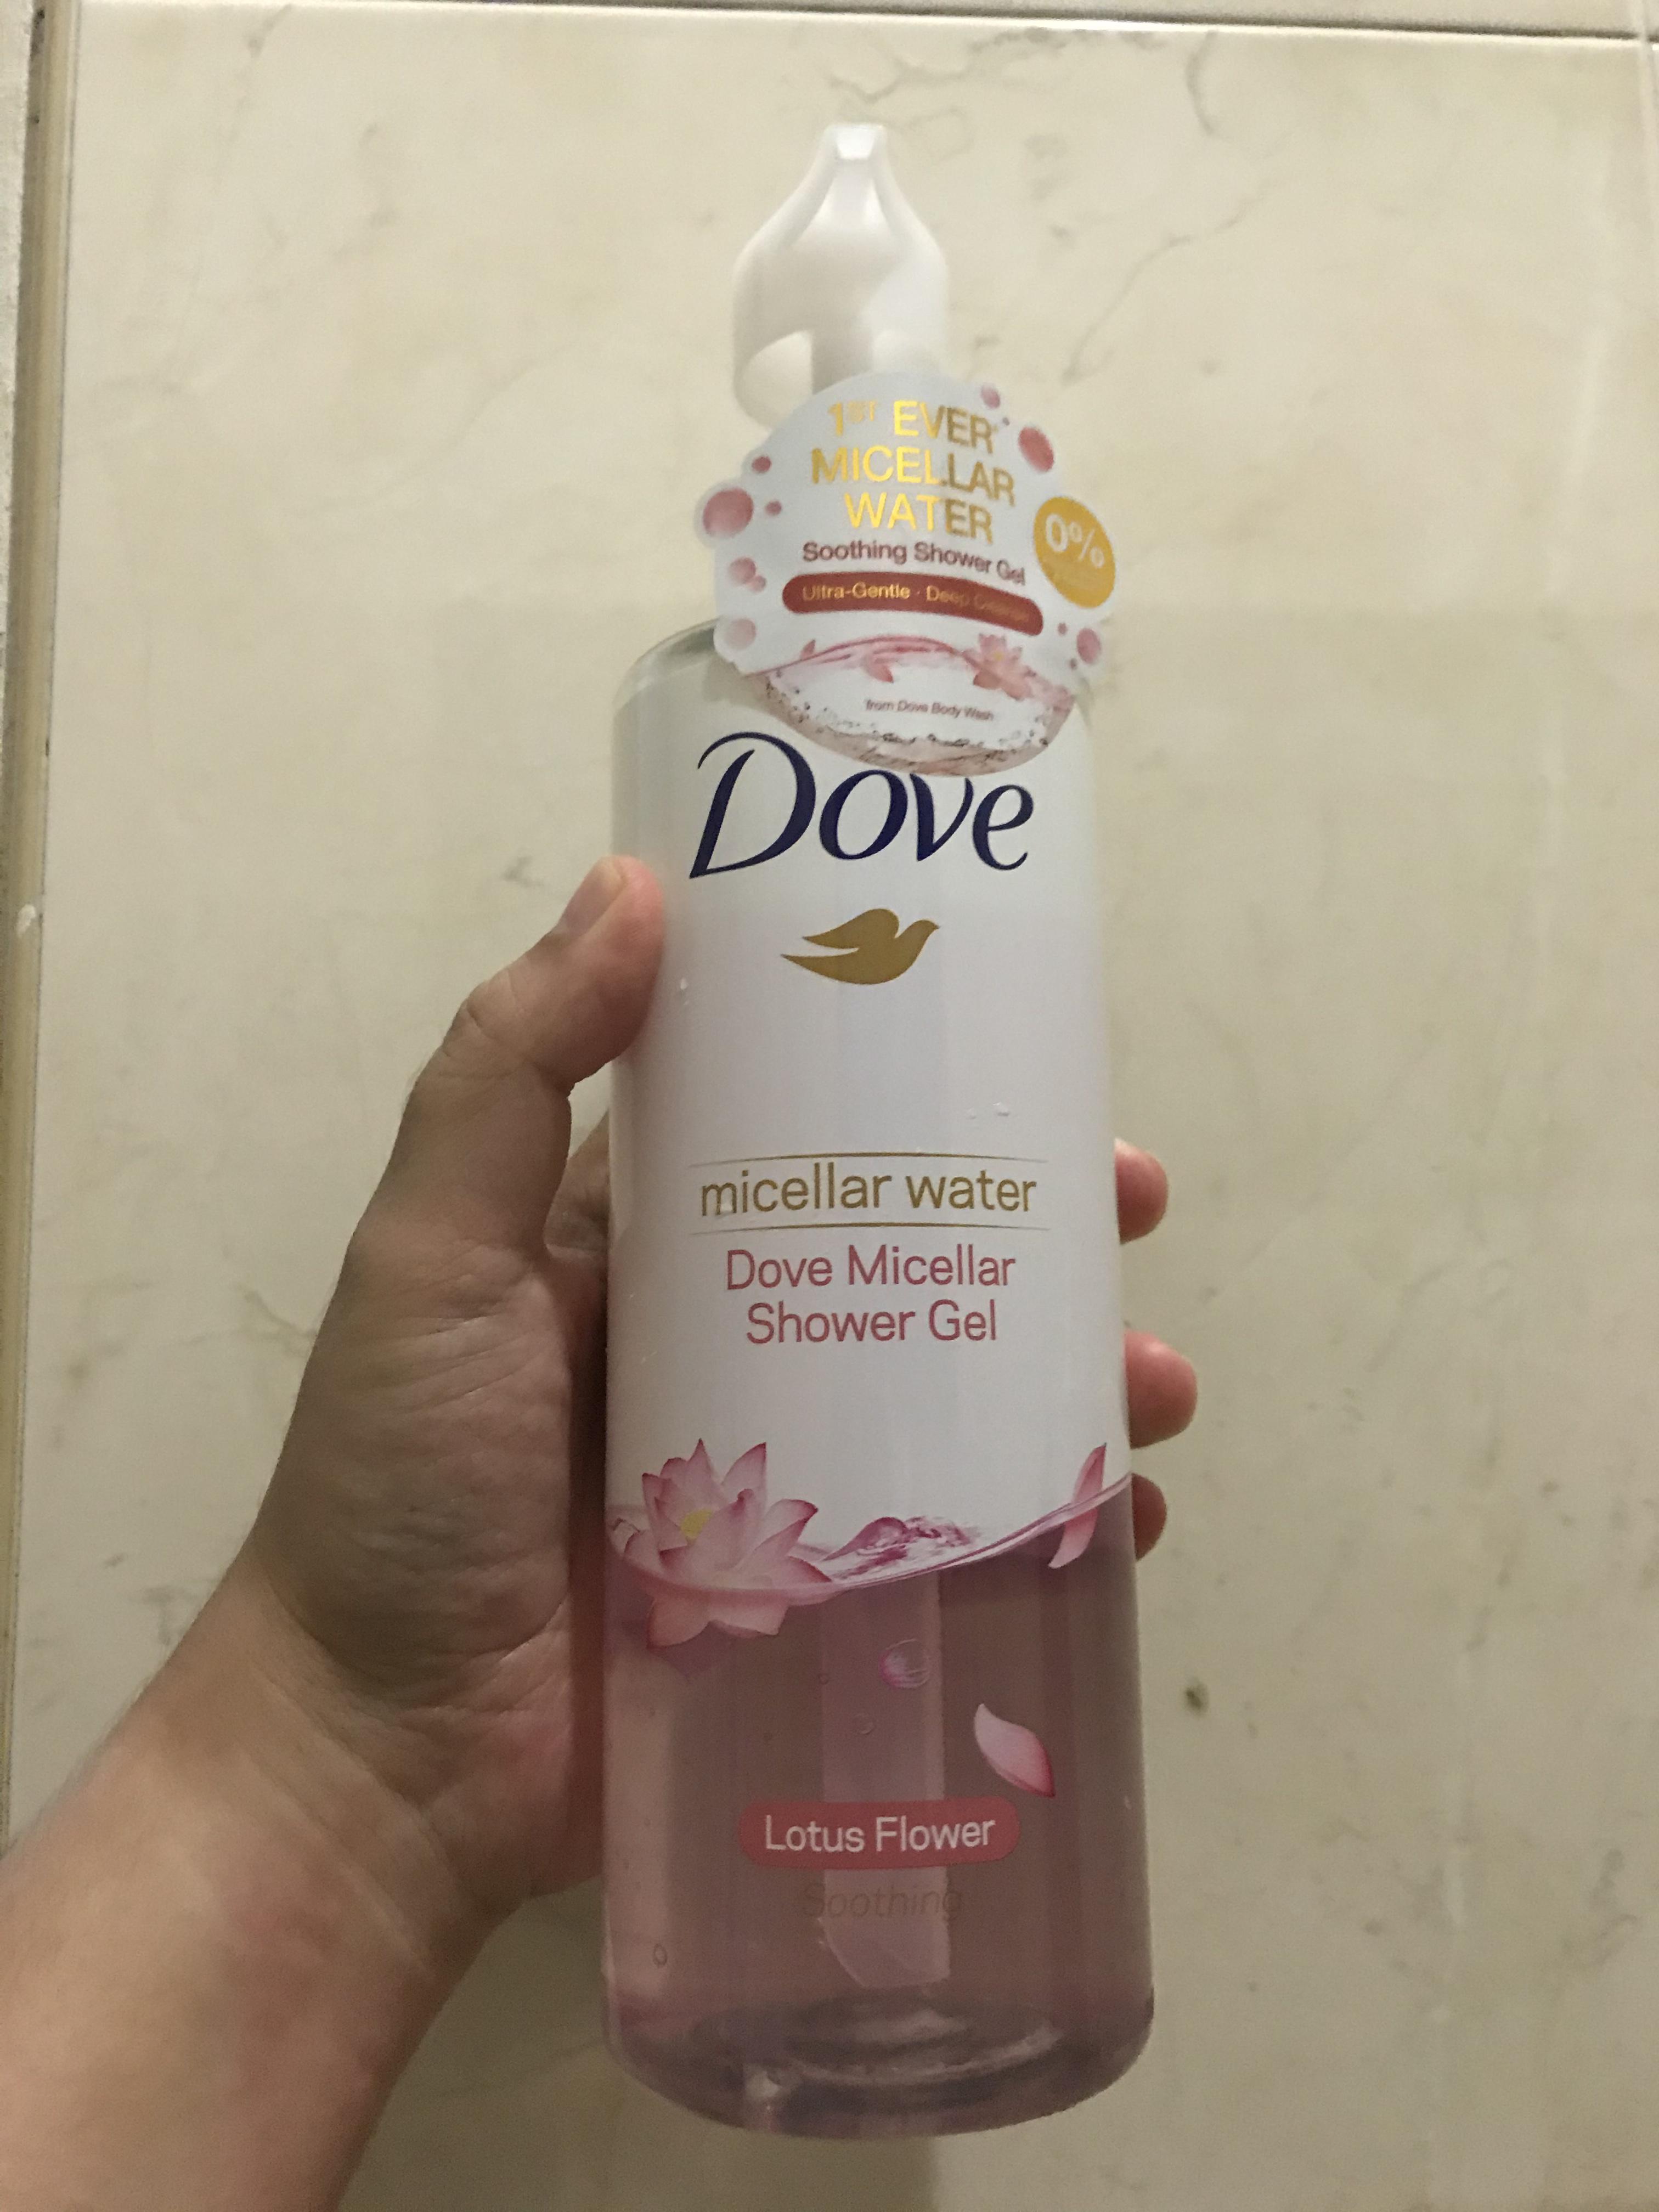 1ST EVER
MICELLAR
WATER
Soothing Shower Gel
0%
Ultra-Gentle · Deep Cleanse
from Dove Body Wash
Dove
micellar water
Dove Micellar
Shower Gel
Lotus Flower
Soothing